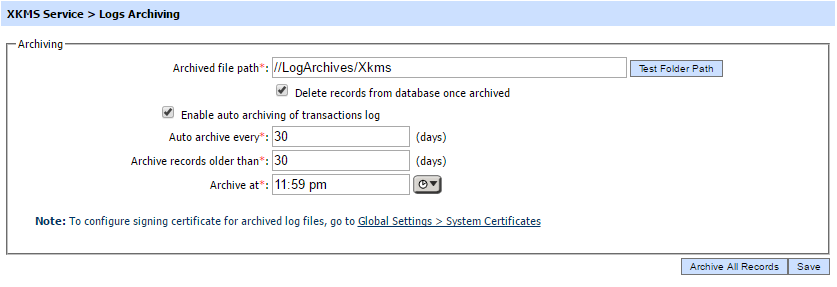 XKMS Service > Logs Archiving
Archiving
Archived file path*: //LogArchives/Xkms Test Folder Path
Delete records from database once archived
Enable auto archiving of transactions log
Auto archive every*: 30 (days)
Archive records older than*: 30 (days)
Archive at*: 11:59 pm
Note: To configure signing certificate for archived log files, go to Global Settings > System Certificates
Archive All Records Save